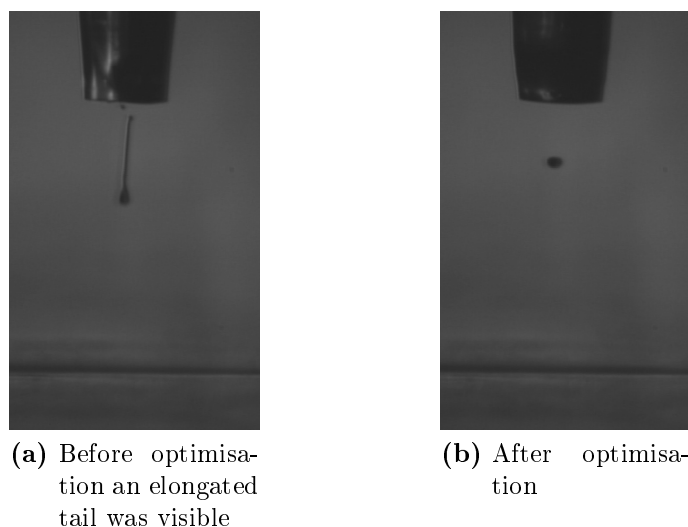 (a) Before optimisa-
tion an elongated
tail was visible
(b) After optimisa-
tion